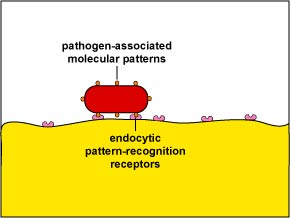 pathogen-associated
molecular patterns
endocytic
pattern-recognition
receptors